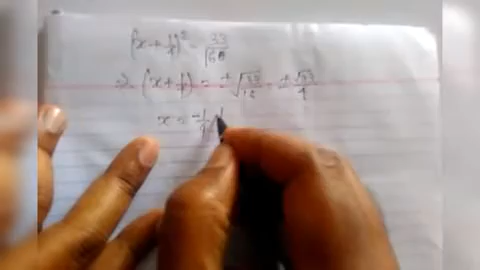 (x+1/4)² = 33/16
∴ (x+1/4) = ±√33/16 = ±√33/4
x = -1/4